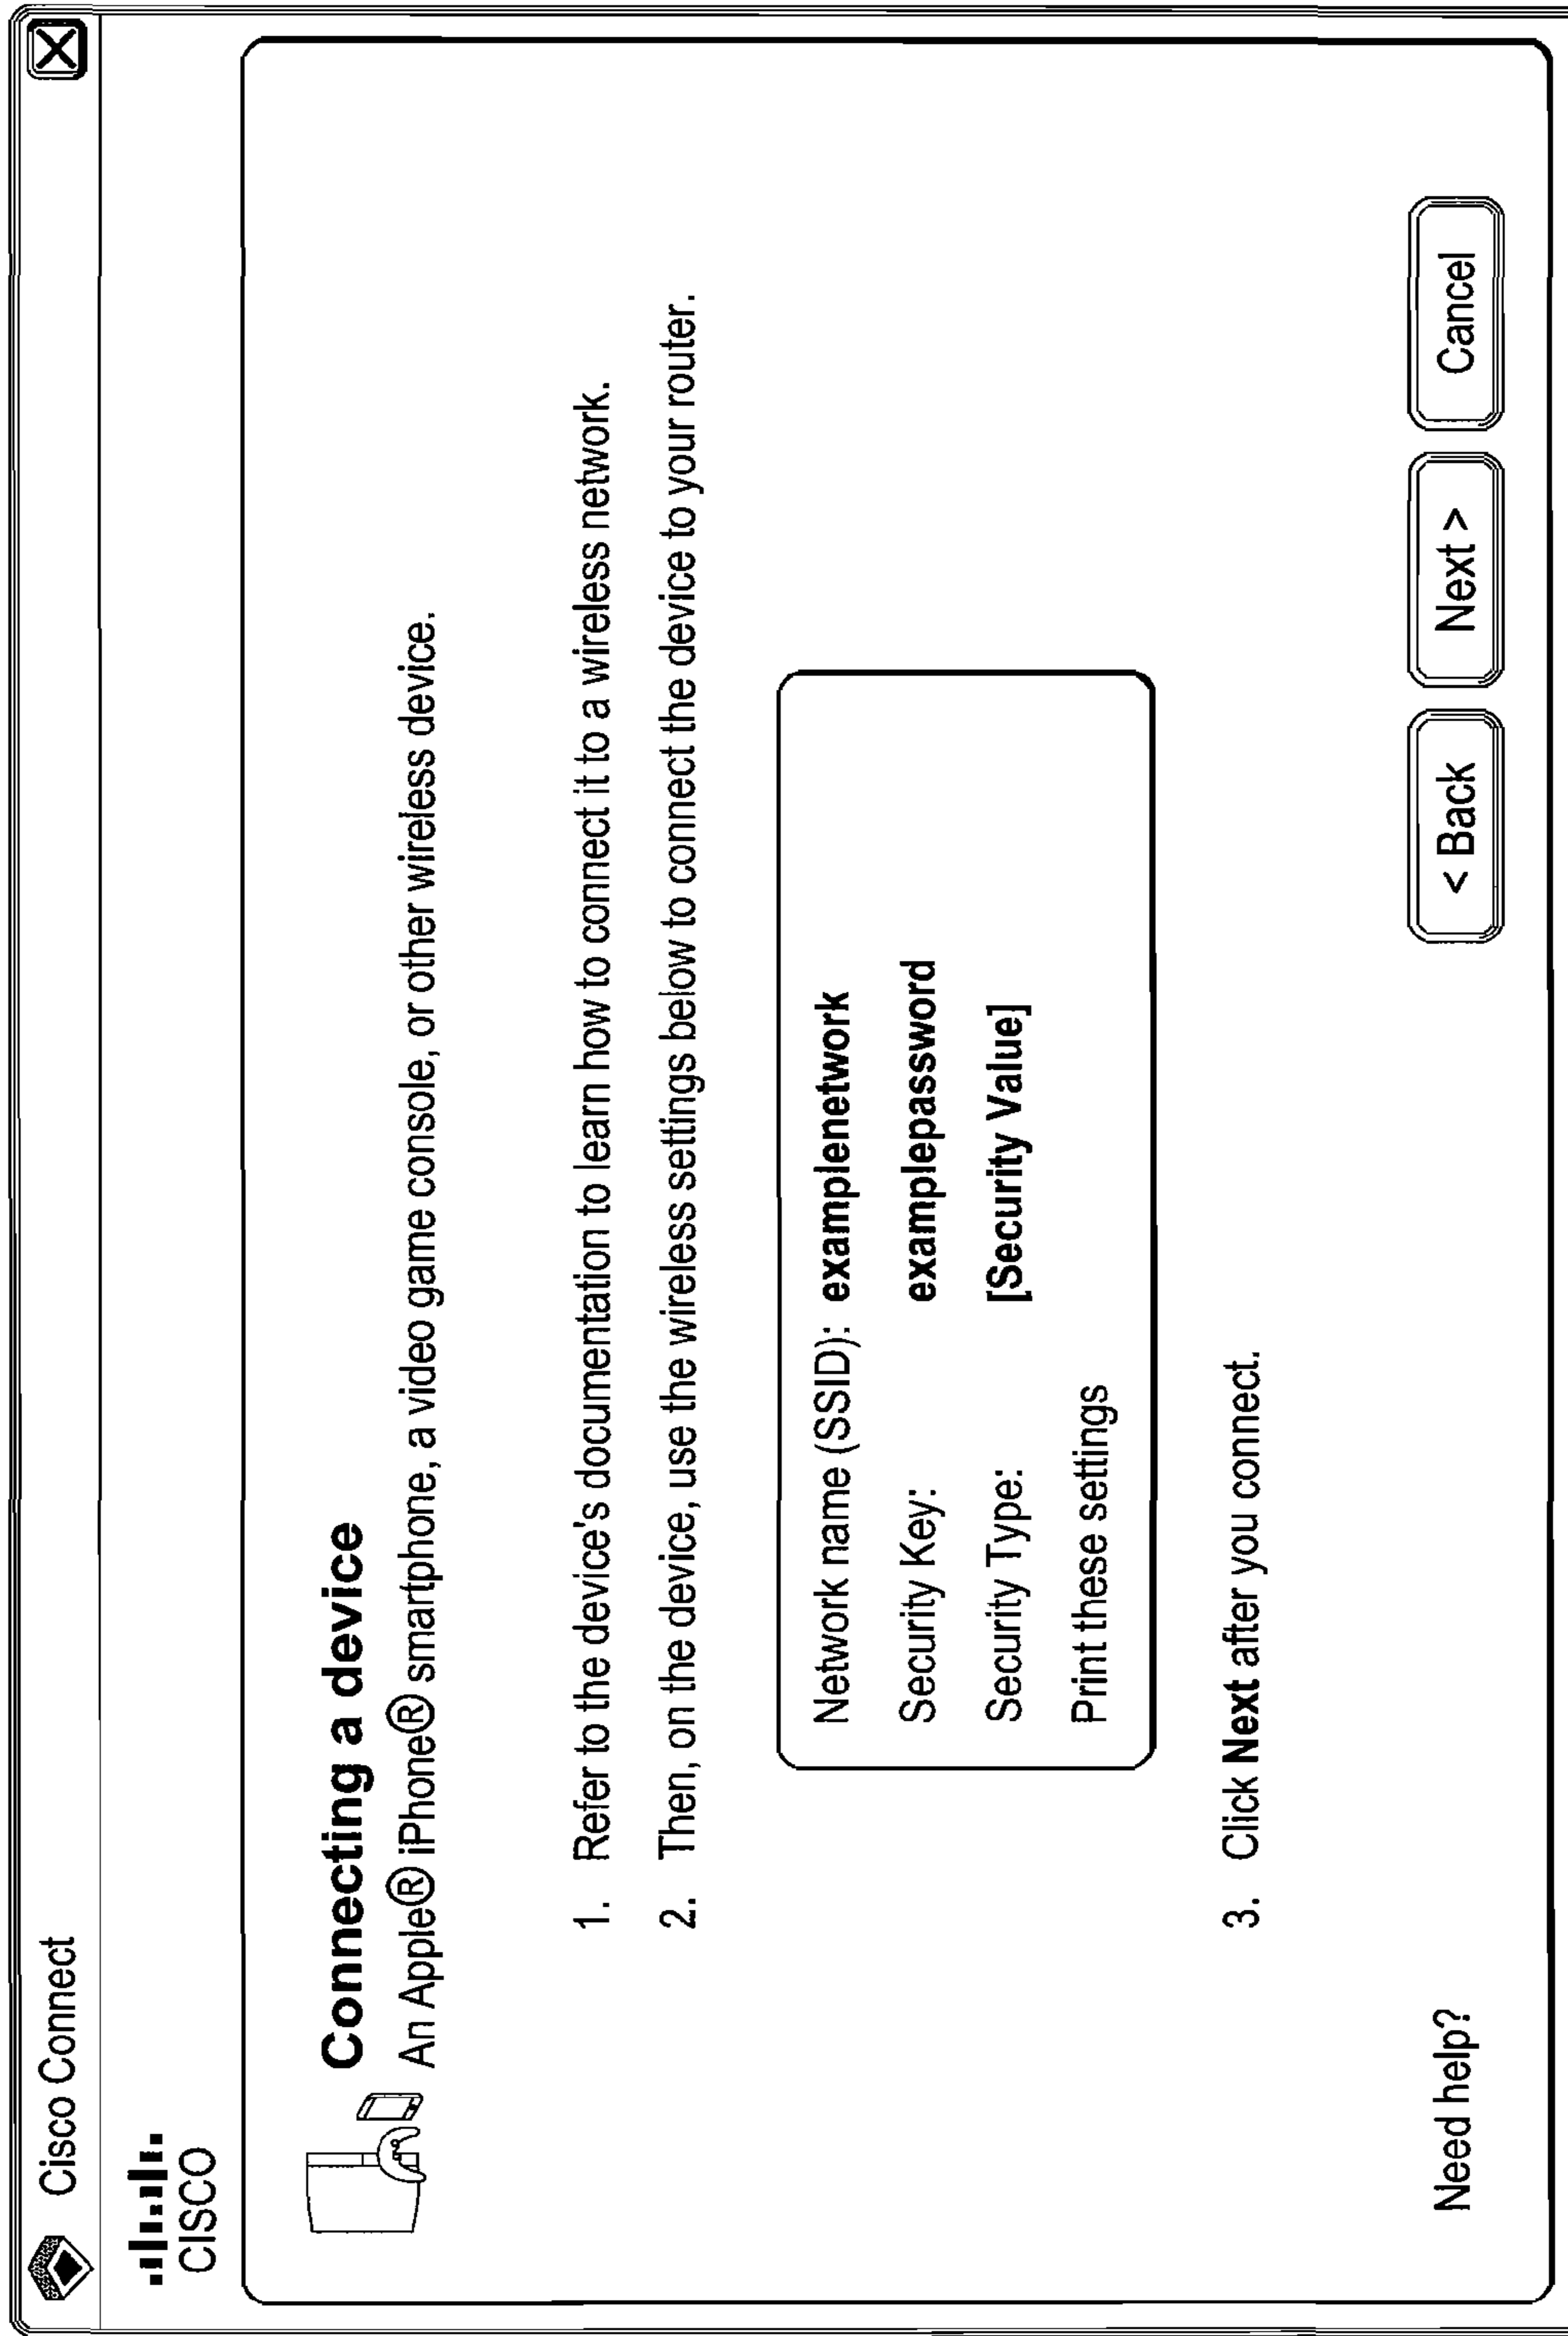 Cisco Connect
CISCO
Connecting a device
An Apple® iPhone® smartphone, a video game console, or other wireless device.
1. Refer to the device's documentation to learn how to connect it to a wireless network.
2. Then, on the device, use the wireless settings below to connect the device to your router.
Network name (SSID): examplenetwork
Security Key: examplepassword
Security Type: [Security Value]
Print these settings
3. Click Next after you connect.
Need help?
< Back
Next >
Cancel